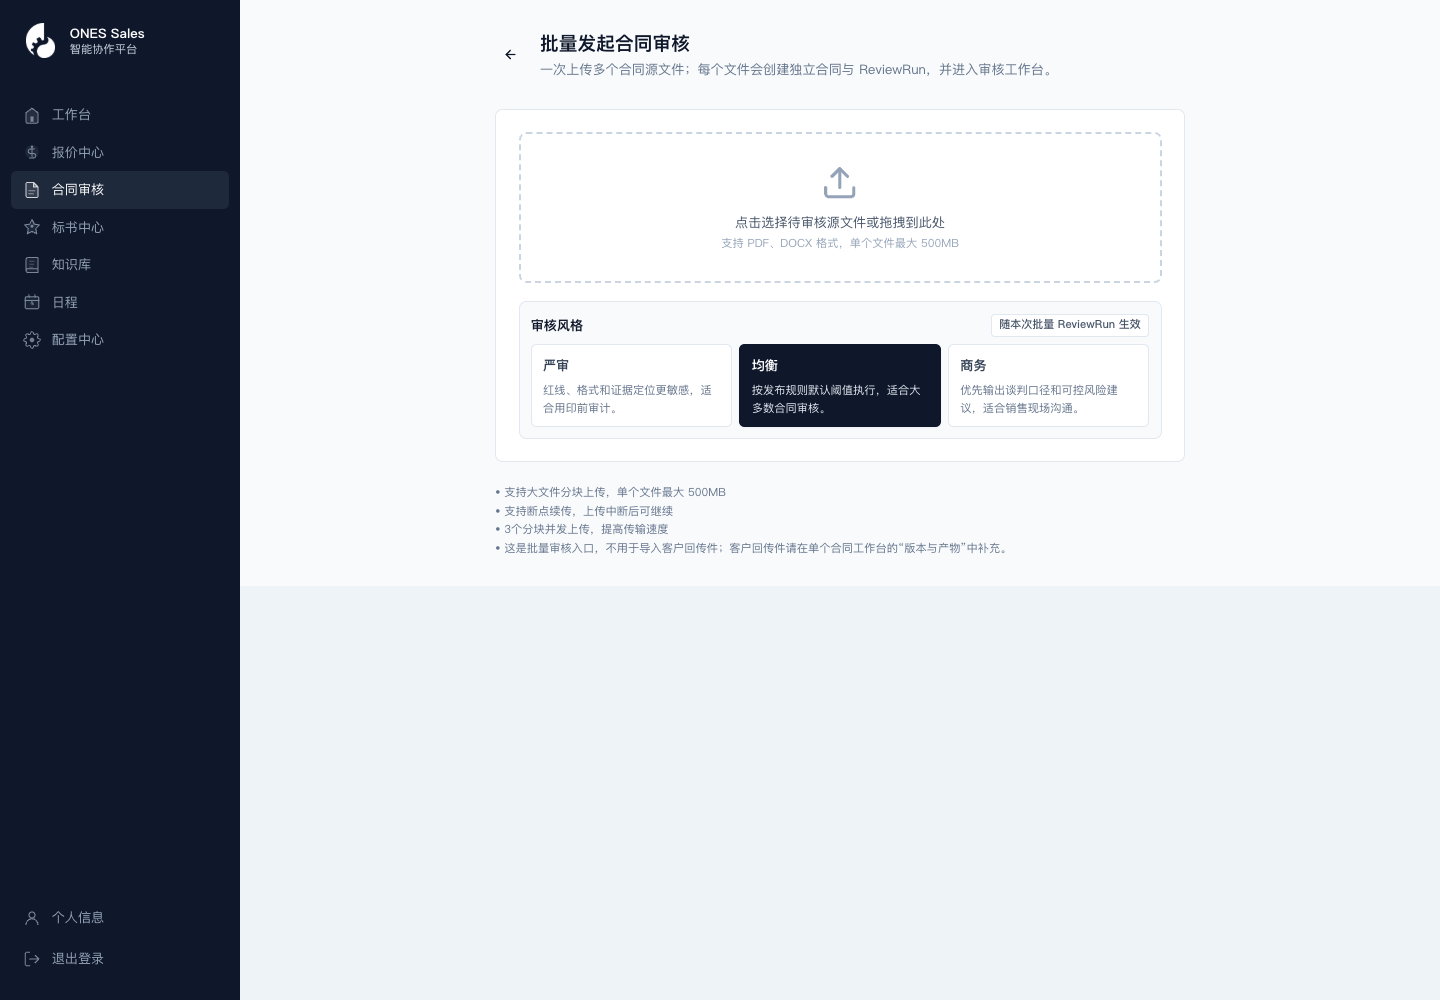 ONES Sales
智能协作平台
工作台
报价中心
合同审核
标书中心
知识库
日程
配置中心
个人信息
退出登录
批量发起合同审核
一次上传多个合同源文件；每个文件会创建独立合同与 ReviewRun，并进入审核工作台。
点击选择待审核源文件或拖拽到此处
支持 PDF、DOCX 格式，单个文件最大 500MB
审核风格
随本次批量 ReviewRun 生效
严审
红线、格式和证据定位更敏感，适
合用印前审计。
均衡
按发布规则默认阈值执行，适合大
多数合同审核。
商务
优先输出谈判口径和可控风险建
议，适合销售现场沟通。
• 支持大文件分块上传，单个文件最大 500MB
• 支持断点续传，上传中断后可继续
• 3个分块并发上传，提高传输速度
• 这是批量审核入口，不用于导入客户回传件；客户回传件请在单个合同工作台的“版本与产物”中补充。